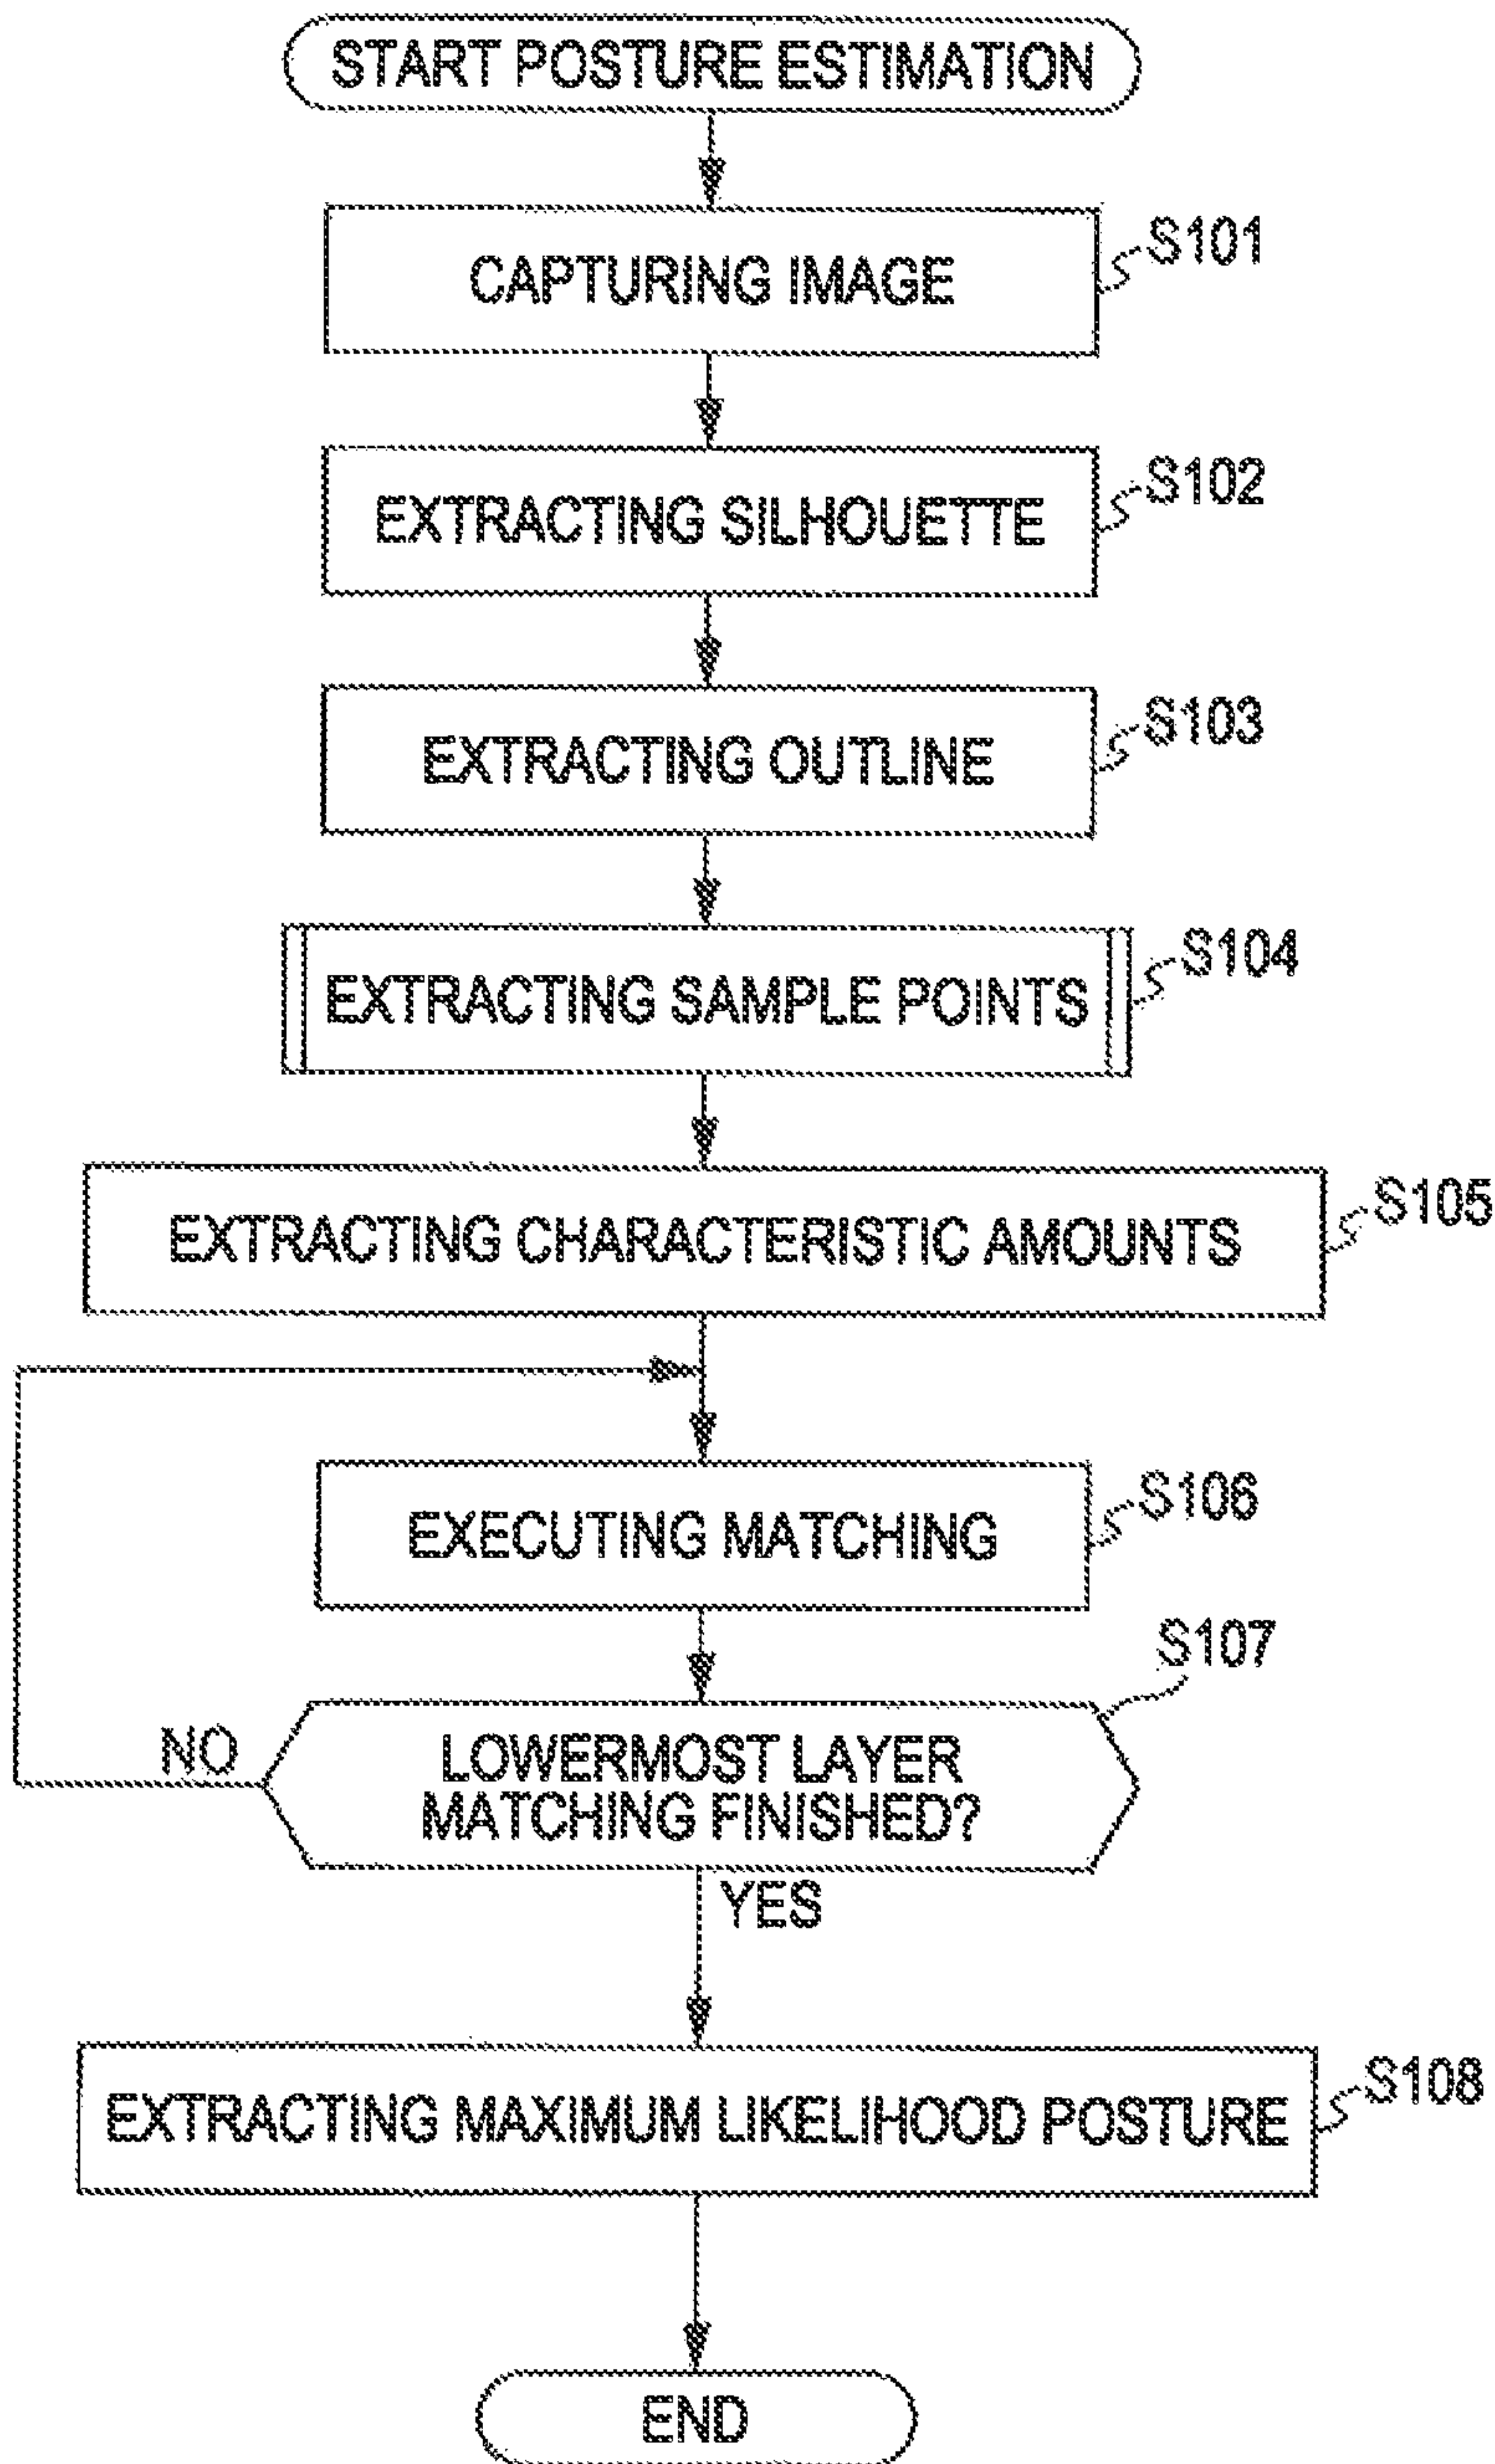 START POSTURE ESTIMATION
CAPTURING IMAGE
S101
EXTRACTING SILHOUETTE
S102
EXTRACTING OUTLINE
S103
EXTRACTING SAMPLE POINTS
S104
EXTRACTING CHARACTERISTIC AMOUNTS
S105
EXECUTING MATCHING
S106
S107
NO
LOWERMOST LAYER
MATCHING FINISHED?
YES
EXTRACTING MAXIMUM LIKELIHOOD POSTURE
S108
END